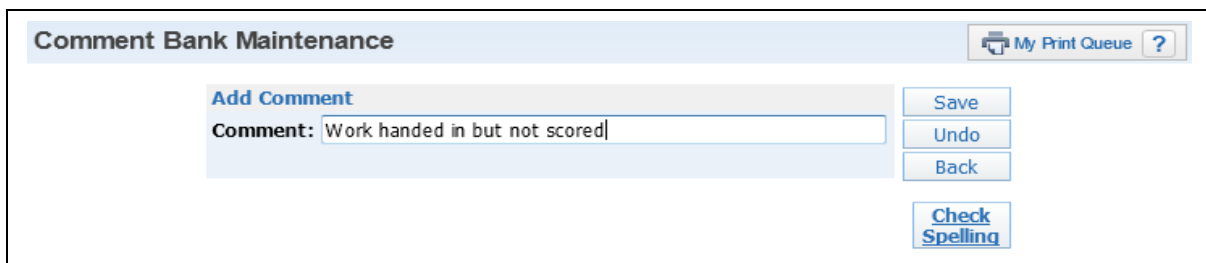 Comment Bank Maintenance
My Print Queue ?
Add Comment
Comment: Work handed in but not scored
Save
Undo
Back
Check
Spelling